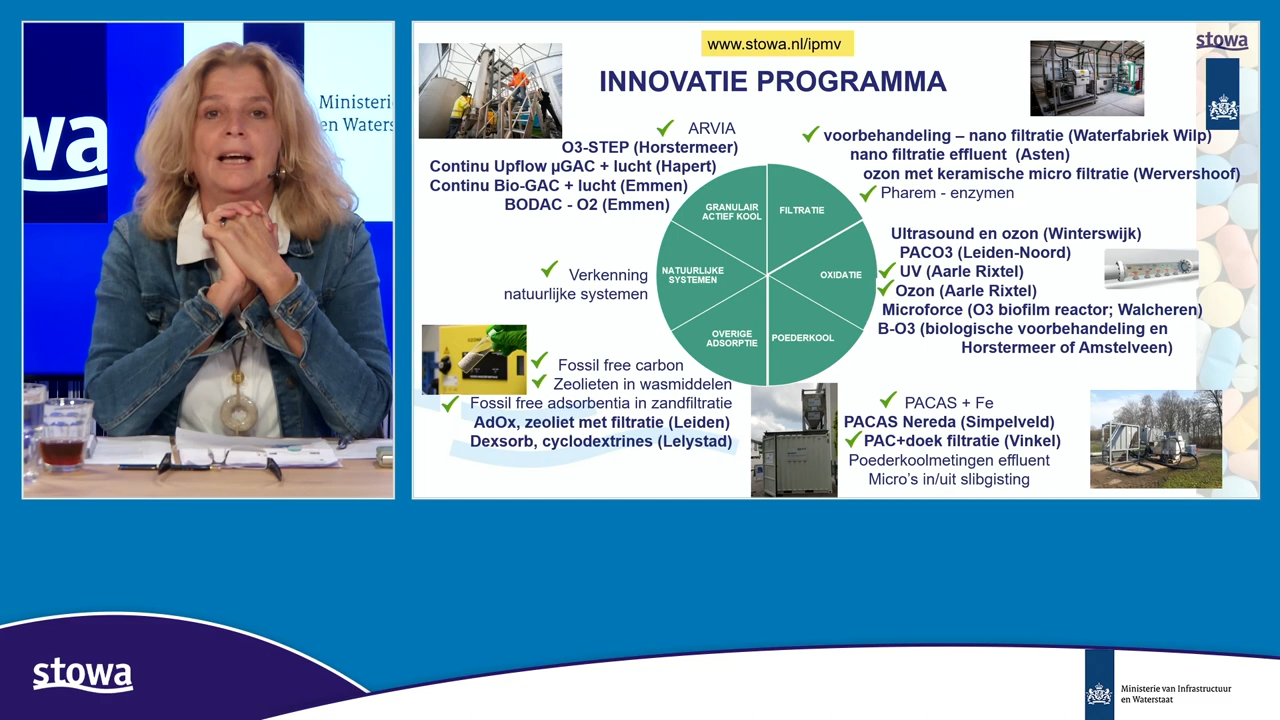 wa
Ministerie
en Waters
www.stowa.nl/ipmv
stowa
INNOVATIE PROGRAMMA
ARVIA
O3-STEP (Horstermeer)
Continu Upflow µGAC + lucht (Hapert)
Continu Bio-GAC + lucht (Emmen)
BODAC - O2 (Emmen)
voorbehandeling – nano filtratie (Waterfabriek Wilp)
nano filtratie effluent (Asten)
ozon met keramische micro filtratie (Wervershoof)
Pharem - enzymen
GRANULAIR
ACTIEF KOOL
FILTRATIE
NATUURLIJKE
SYSTEMEN
OXIDATIE
OVERIGE
ADSORPTIE
POEDERKOOL
Verkenning
natuurlijke systemen
Ultrasound en ozon (Winterswijk)
PACO3 (Leiden-Noord)
UV (Aarle Rixtel)
Ozon (Aarle Rixtel)
Microforce (O3 biofilm reactor; Walcheren)
B-O3 (biologische voorbehandeling en
Horstermeer of Amstelveen)
Fossil free carbon
Zeolieten in wasmiddelen
Fossil free adsorbentia in zandfiltratie
AdOx, zeoliet met filtratie (Leiden)
Dexsorb, cyclodextrines (Lelystad)
PACAS + Fe
PACAS Nereda (Simpelveld)
PAC+doek filtratie (Vinkel)
Poederkoolmetingen effluent
Micro's in/uit slibgisting
stowa
Ministerie van Infrastructuur
en Waterstaat